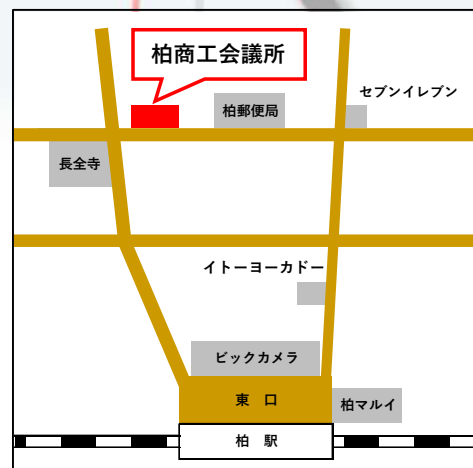 柏商工会議所
セブンイレブン
柏郵便局
長全寺
イトーヨーカドー
ビックカメラ
東 口
柏マルイ
柏 駅